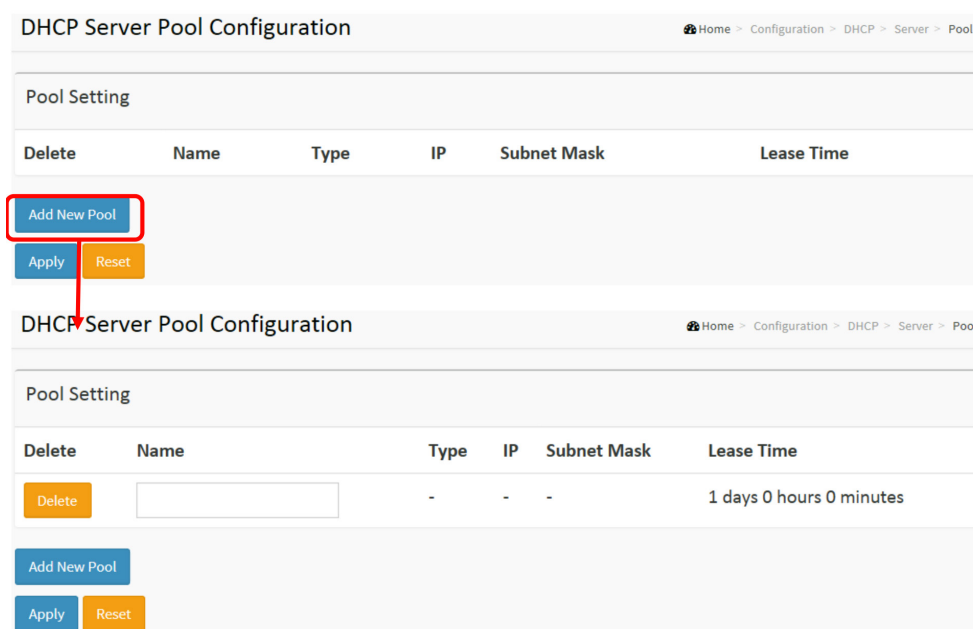 DHCP Server Pool Configuration
Home > Configuration > DHCP > Server > Pool
Pool Setting
Delete Name Type IP Subnet Mask Lease Time
Add New Pool
Apply Reset
DHCP Server Pool Configuration
Home > Configuration > DHCP > Server > Poo
Pool Setting
Delete Name Type IP Subnet Mask Lease Time
Delete - - - 1 days 0 hours 0 minutes
Add New Pool
Apply Reset